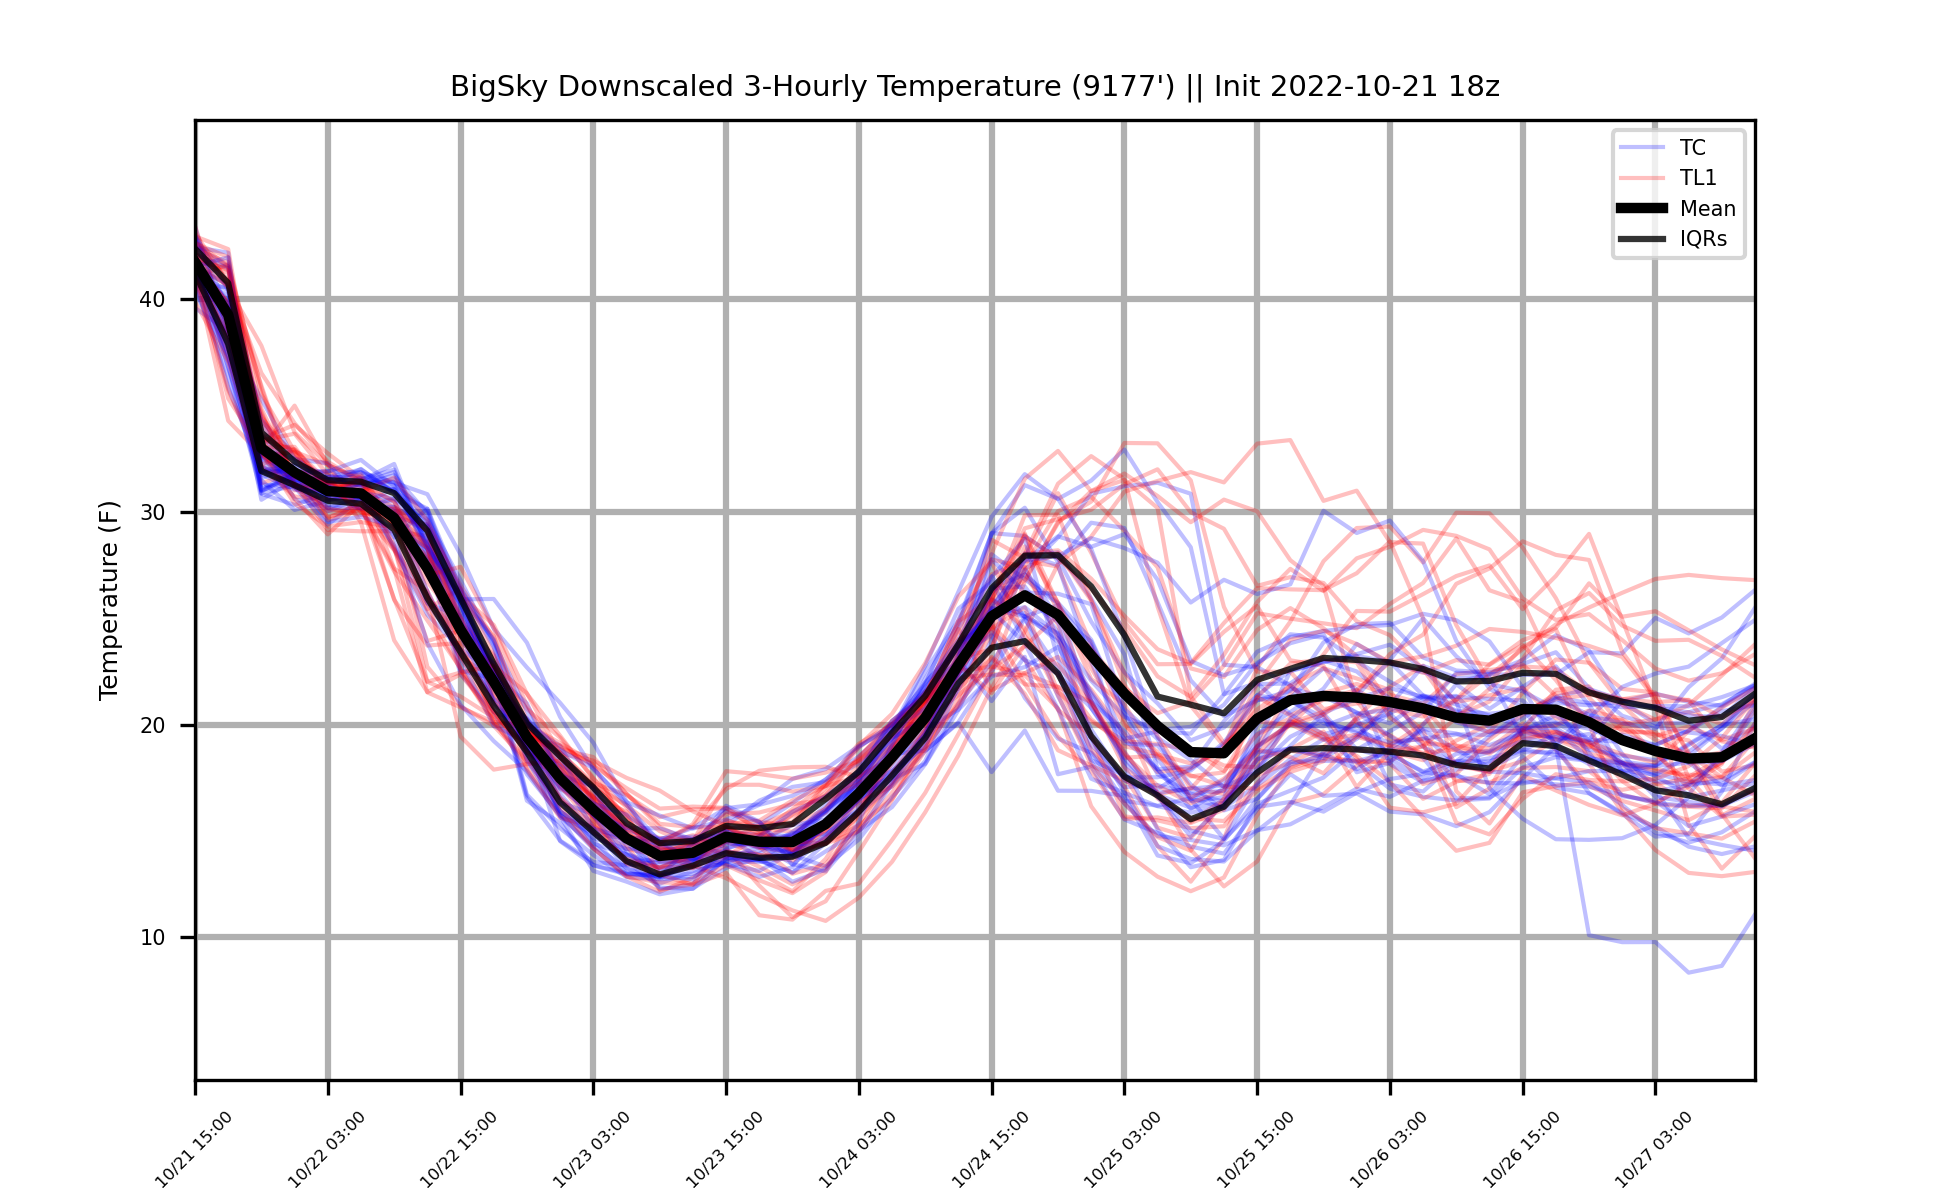 BigSky Downscaled 3-Hourly Temperature (9177') || Init 2022-10-21 18z
TC
TL1
Mean
IQRs
Temperature (F)
40
30
20
10
10/21 15:00
10/22 03:00
10/22 15:00
10/23 03:00
10/23 15:00
10/24 03:00
10/24 15:00
10/25 03:00
10/25 15:00
10/26 03:00
10/26 15:00
10/27 03:00